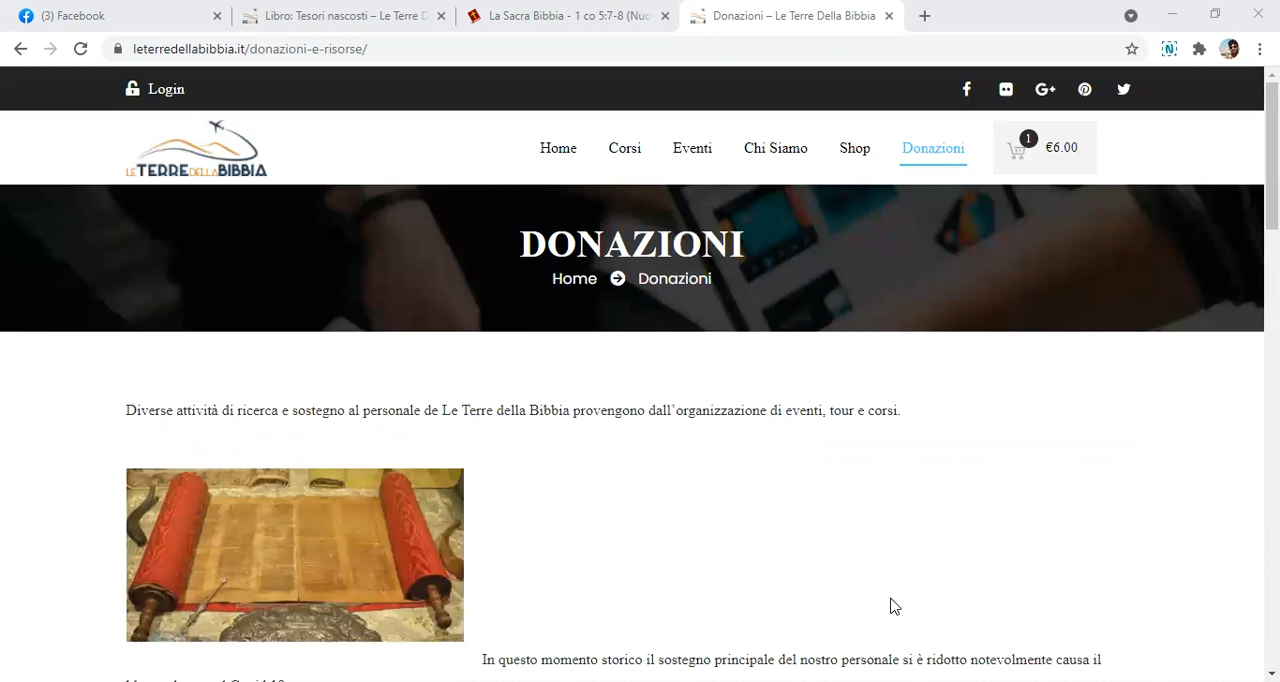 (3) Facebook
Libro: Tesori nascosti – Le Terre D
La Sacra Bibbia - 1 co 5:7-8 (Nuo
Donazioni – Le Terre Della Bibbia
leterredellabibbia.it/donazioni-e-risorse/
Login
G+
LE TERRE DELLA BIBBIA
Home
Corsi
Eventi
Chi Siamo
Shop
Donazioni
1
€6.00
DONAZIONI
Home Donazioni
Diverse attività di ricerca e sostegno al personale de Le Terre della Bibbia provengono dall'organizzazione di eventi, tour e corsi.
In questo momento storico il sostegno principale del nostro personale si è ridotto notevolmente causa il